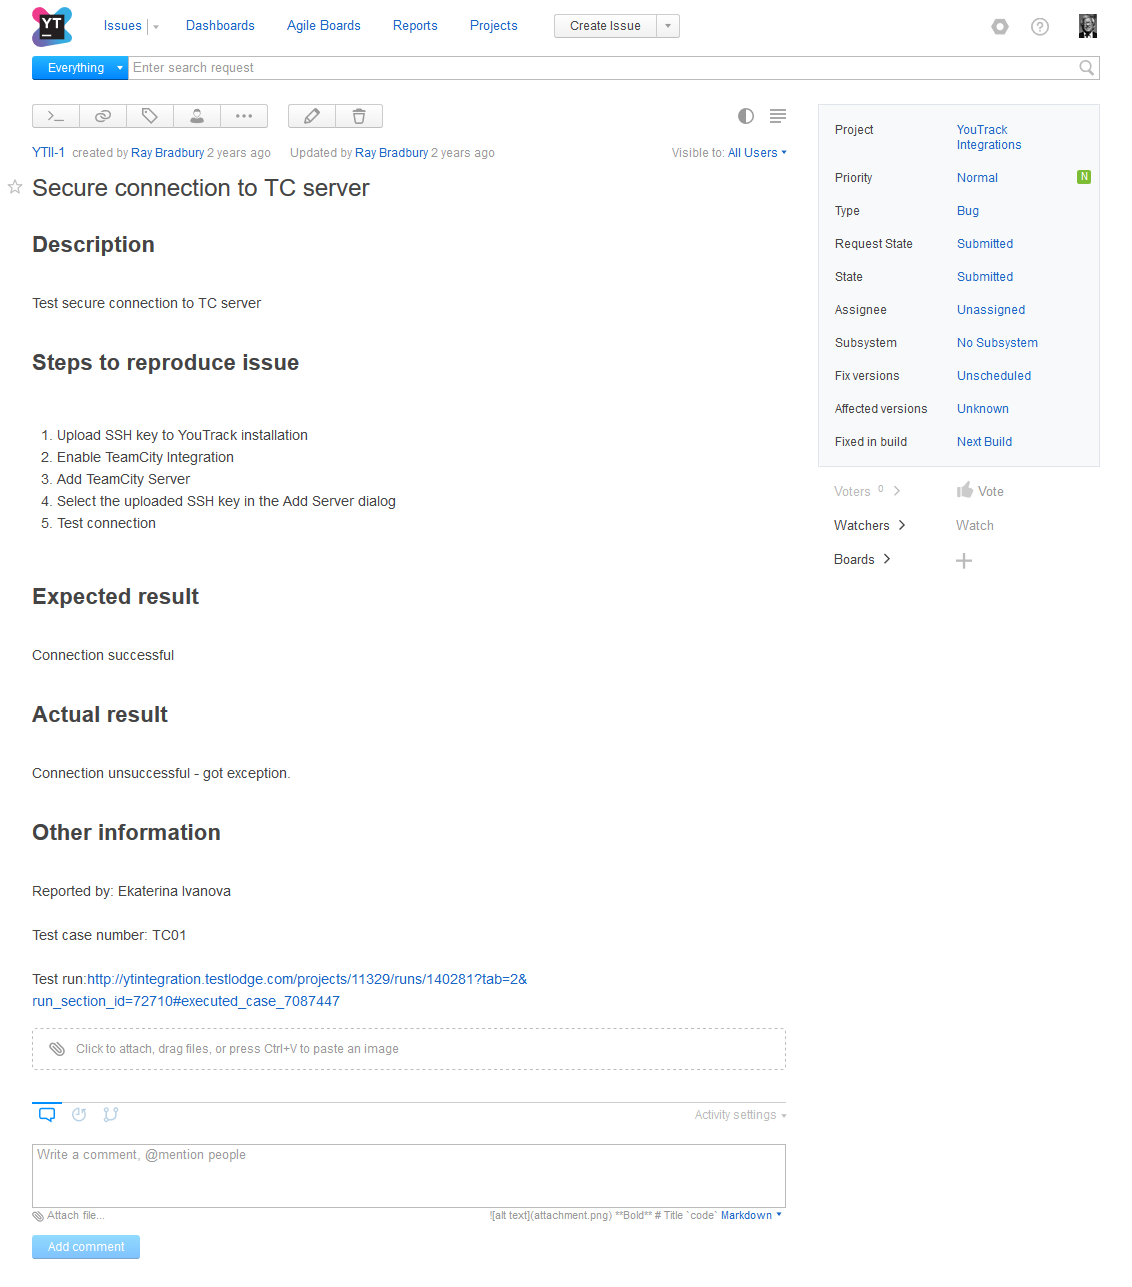 YT
Issues Dashboards Agile Boards Reports Projects Create Issue
Everything Enter search request
YTII-1 created by Ray Bradbury 2 years ago Updated by Ray Bradbury 2 years ago Visible to: All Users
Secure connection to TC server
Description
Test secure connection to TC server
Steps to reproduce issue
1. Upload SSH key to YouTrack installation
2. Enable TeamCity Integration
3. Add TeamCity Server
4. Select the uploaded SSH key in the Add Server dialog
5. Test connection
Expected result
Connection successful
Actual result
Connection unsuccessful - got exception.
Other information
Reported by: Ekaterina Ivanova
Test case number: TC01
Test run:http://ytintegration.testlodge.com/projects/11329/runs/140281?tab=2&
run_section_id=72710#executed_case_7087447
Click to attach, drag files, or press Ctrl+V to paste an image
Activity settings
Write a comment, @mention people
Attach file... ![alt text](attachment.png) **Bold** # Title `code` Markdown
Add comment
Project YouTrack
Integrations
Priority Normal N
Type Bug
Request State Submitted
State Submitted
Assignee Unassigned
Subsystem No Subsystem
Fix versions Unscheduled
Affected versions Unknown
Fixed in build Next Build
Voters 0 Vote
Watchers Watch
Boards